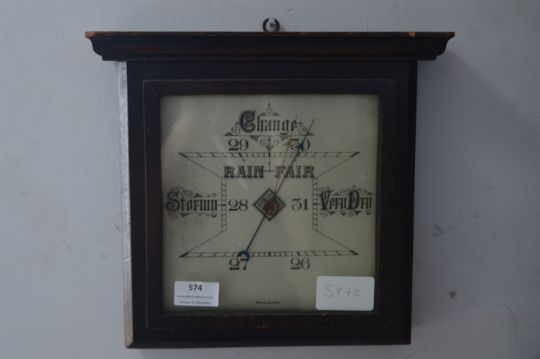 Change
29 30
RAIN FAIR
Stormy 28 31 Very Dry
27 26
574
S872